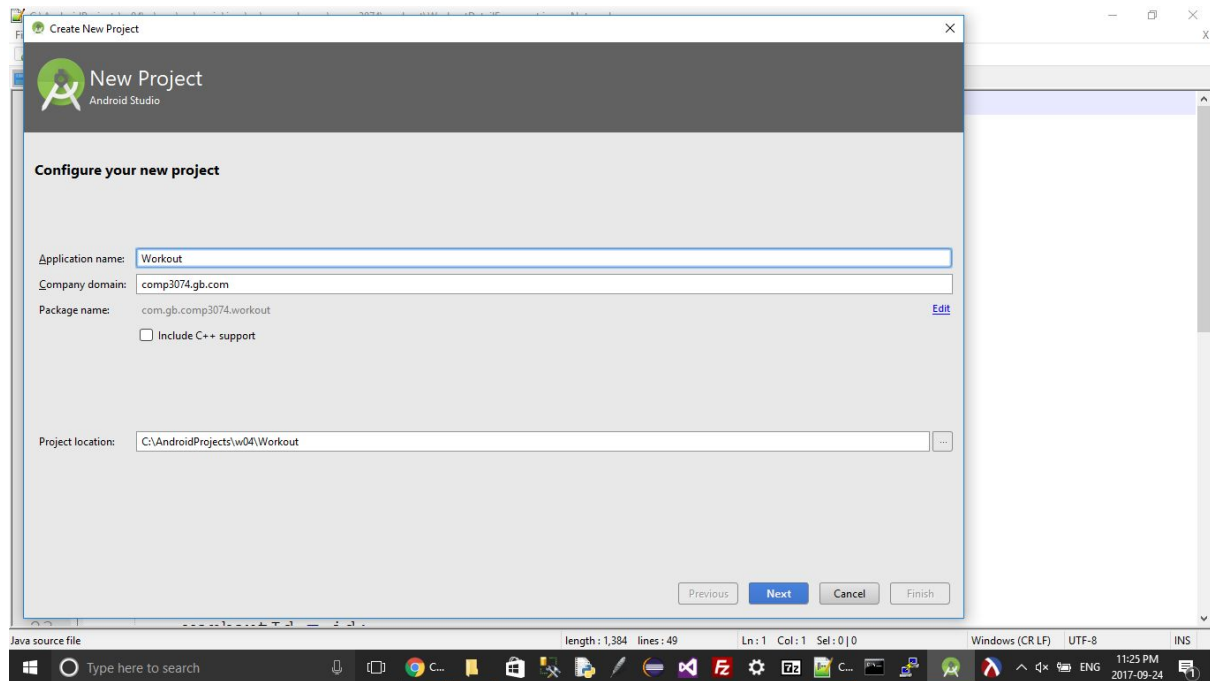 Create New Project
New Project
Android Studio
Configure your new project
Application name: Workout
Company domain: comp3074.gb.com
Package name: com.gb.comp3074.workout
Edit
Include C++ support
Project location: C:\AndroidProjects\w04\Workout
...
Previous Next Cancel Finish
Java source file length : 1,384 lines : 49 Ln : 1 Col : 1 Sel : 0 | 0 Windows (CR LF) UTF-8 INS
Type here to search
C...
C...
ENG
11:25 PM
2017-09-24